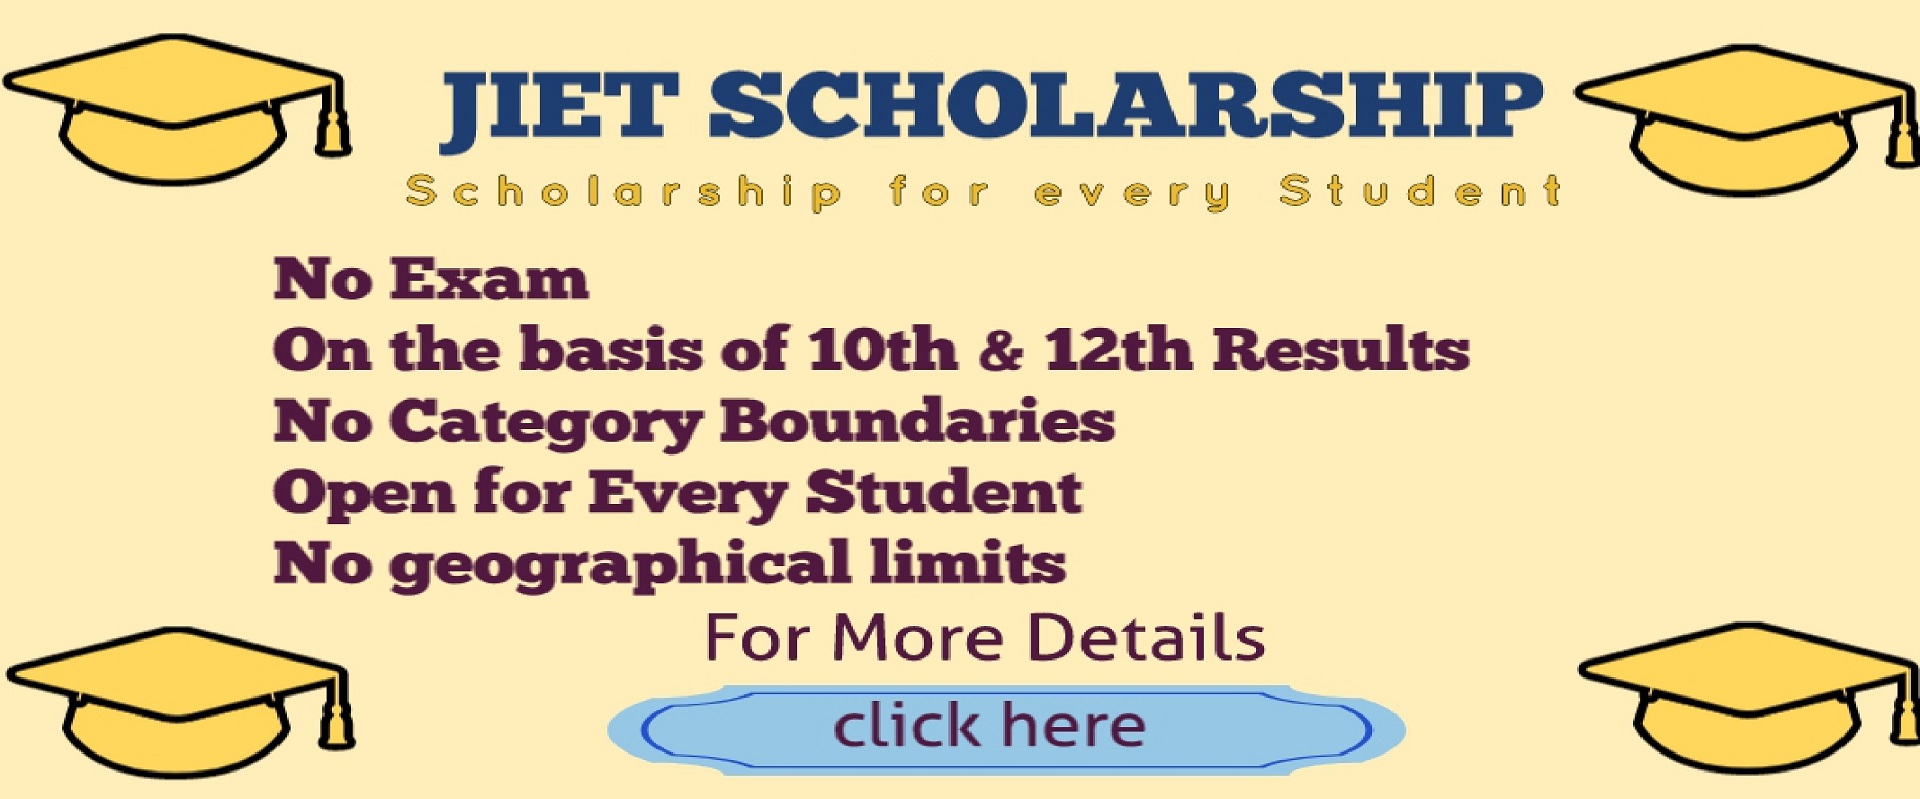 JIET SCHOLARSHIP
Scholarship for every Student
No Exam
On the basis of 10th & 12th Results
No Category Boundaries
Open for Every Student
No geographical limits
For More Details
click here